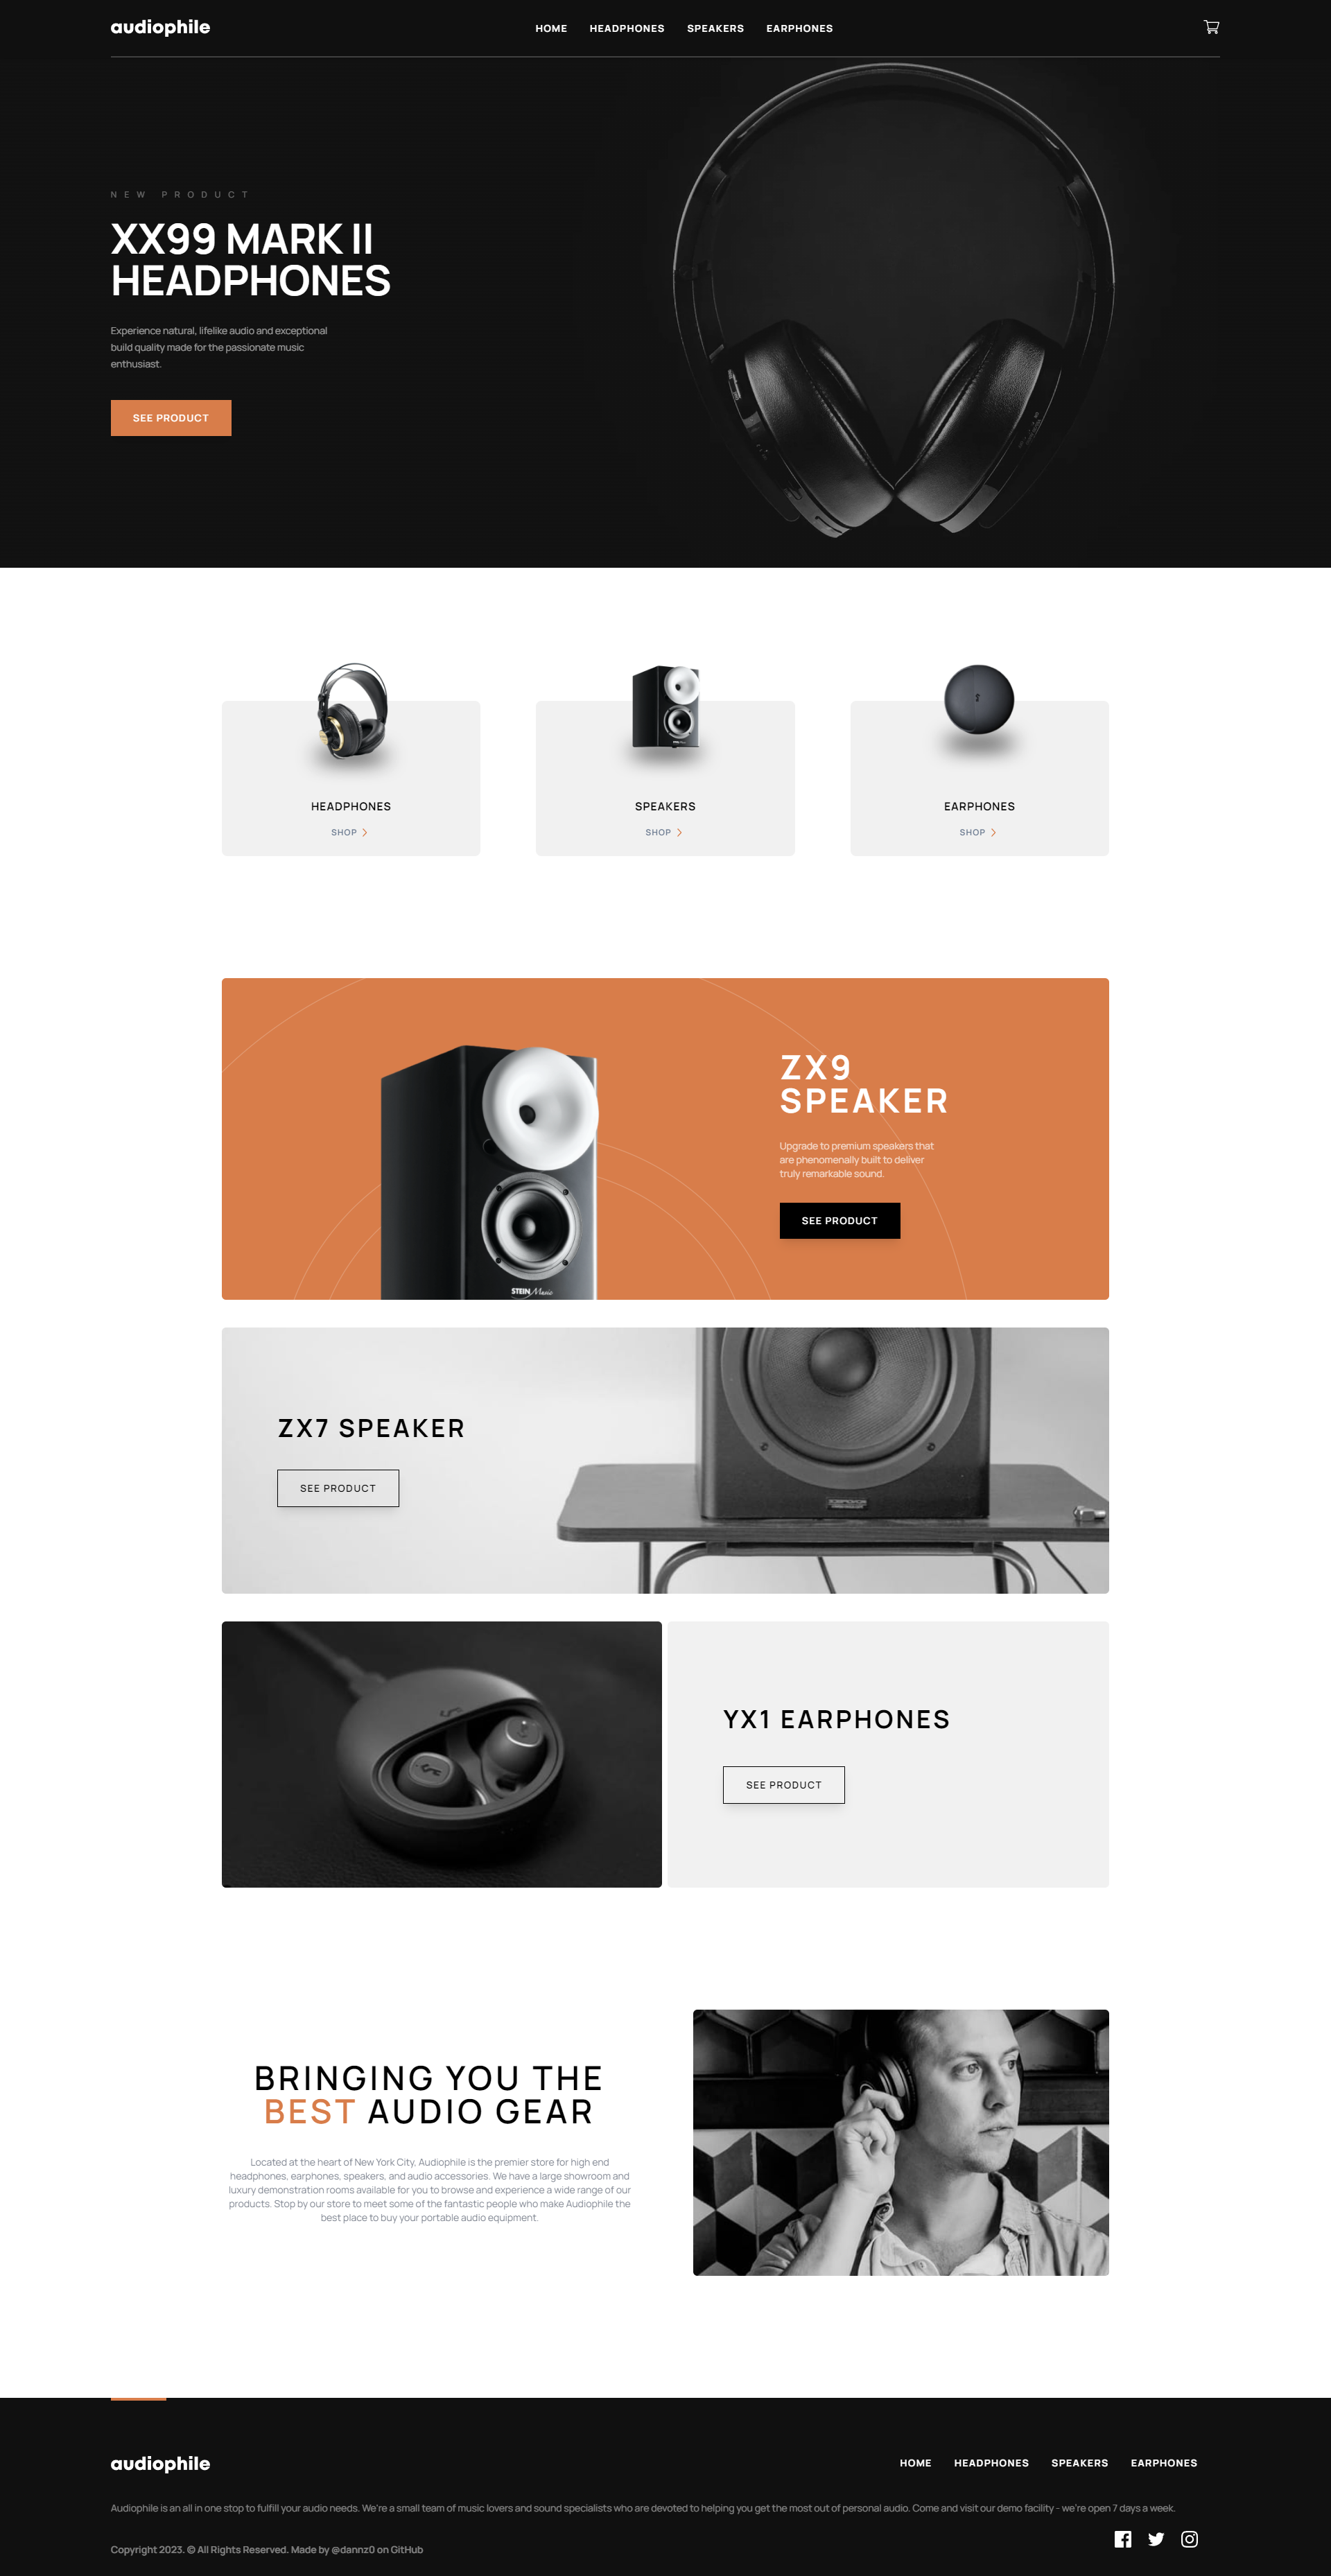 audiophile
HOME HEADPHONES SPEAKERS EARPHONES
NEW PRODUCT
XX99 MARK II
HEADPHONES
Experience natural, lifelike audio and exceptional
build quality made for the passionate music
enthusiast.
SEE PRODUCT
HEADPHONES
SHOP
SPEAKERS
SHOP
EARPHONES
SHOP
ZX9
SPEAKER
Upgrade to premium speakers that
are phenomenally built to deliver
truly remarkable sound.
SEE PRODUCT
STEIN Music
ZX7 SPEAKER
SEE PRODUCT
YX1 EARPHONES
SEE PRODUCT
BRINGING YOU THE
BEST AUDIO GEAR
Located at the heart of New York City, Audiophile is the premier store for high end
headphones, earphones, speakers, and audio accessories. We have a large showroom and
luxury demonstration rooms available for you to browse and experience a wide range of our
products. Stop by our store to meet some of the fantastic people who make Audiophile the
best place to buy your portable audio equipment.
audiophile
HOME HEADPHONES SPEAKERS EARPHONES
Audiophile is an all in one stop to fulfill your audio needs. We're a small team of music lovers and sound specialists who are devoted to helping you get the most out of personal audio. Come and visit our demo facility - we're open 7 days a week.
Copyright 2023. © All Rights Reserved. Made by @dannz0 on GitHub